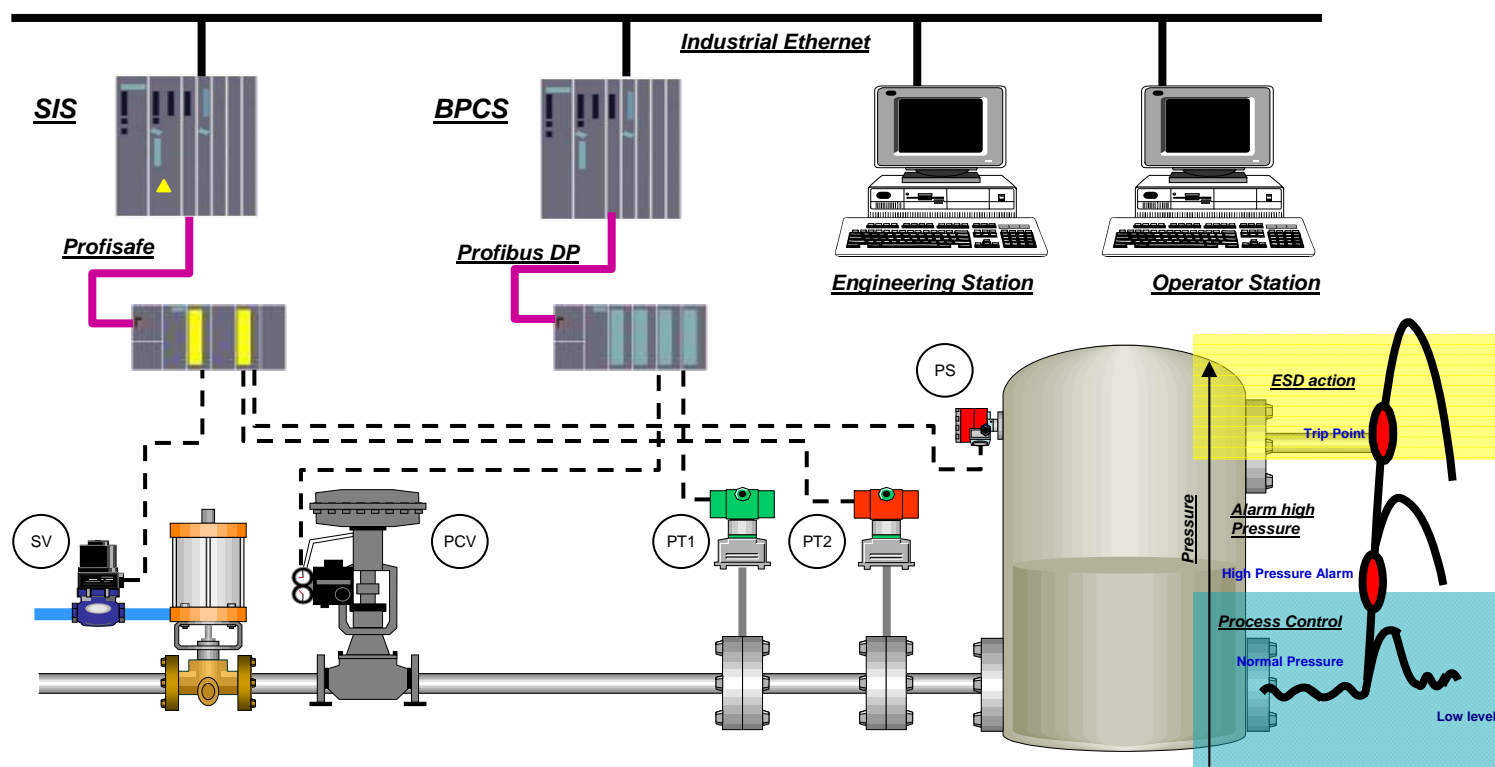 Industrial Ethernet
SIS
BPCS
Profisafe
Profibus DP
Engineering Station
Operator Station
PS
ESD action
Trip Point
Pressure
Alarm high
Pressure
SV
PCV
PT1
PT2
High Pressure Alarm
Process Control
Normal Pressure
Low level